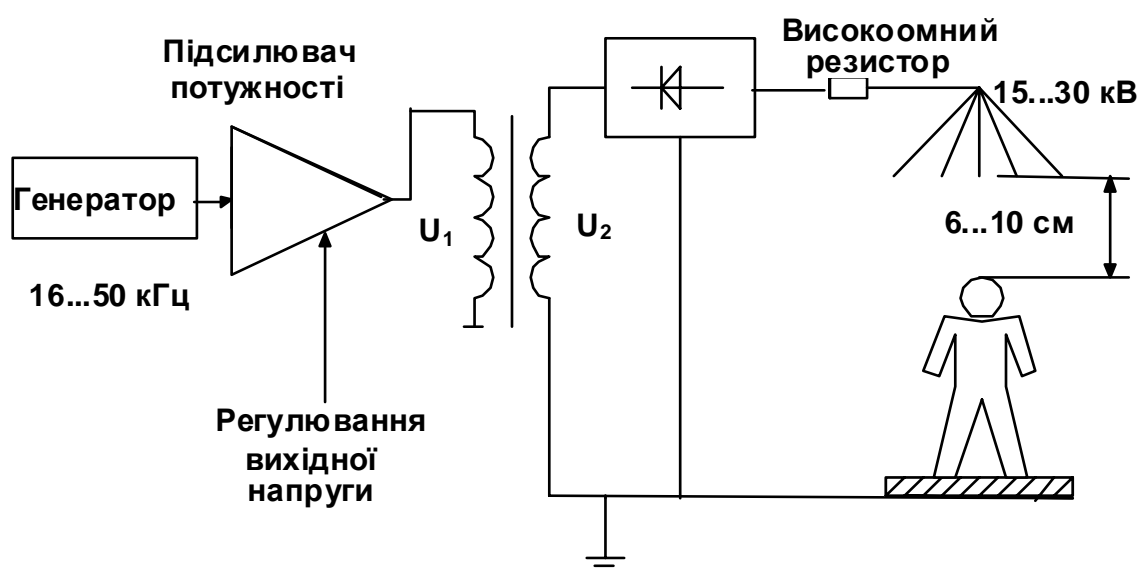 Підсилювач
потужності
Високоомний
резистор
15...30 кВ
Генератор
U1
U2
6...10 см
16...50 кГц
Регулювання
вихідної
напруги